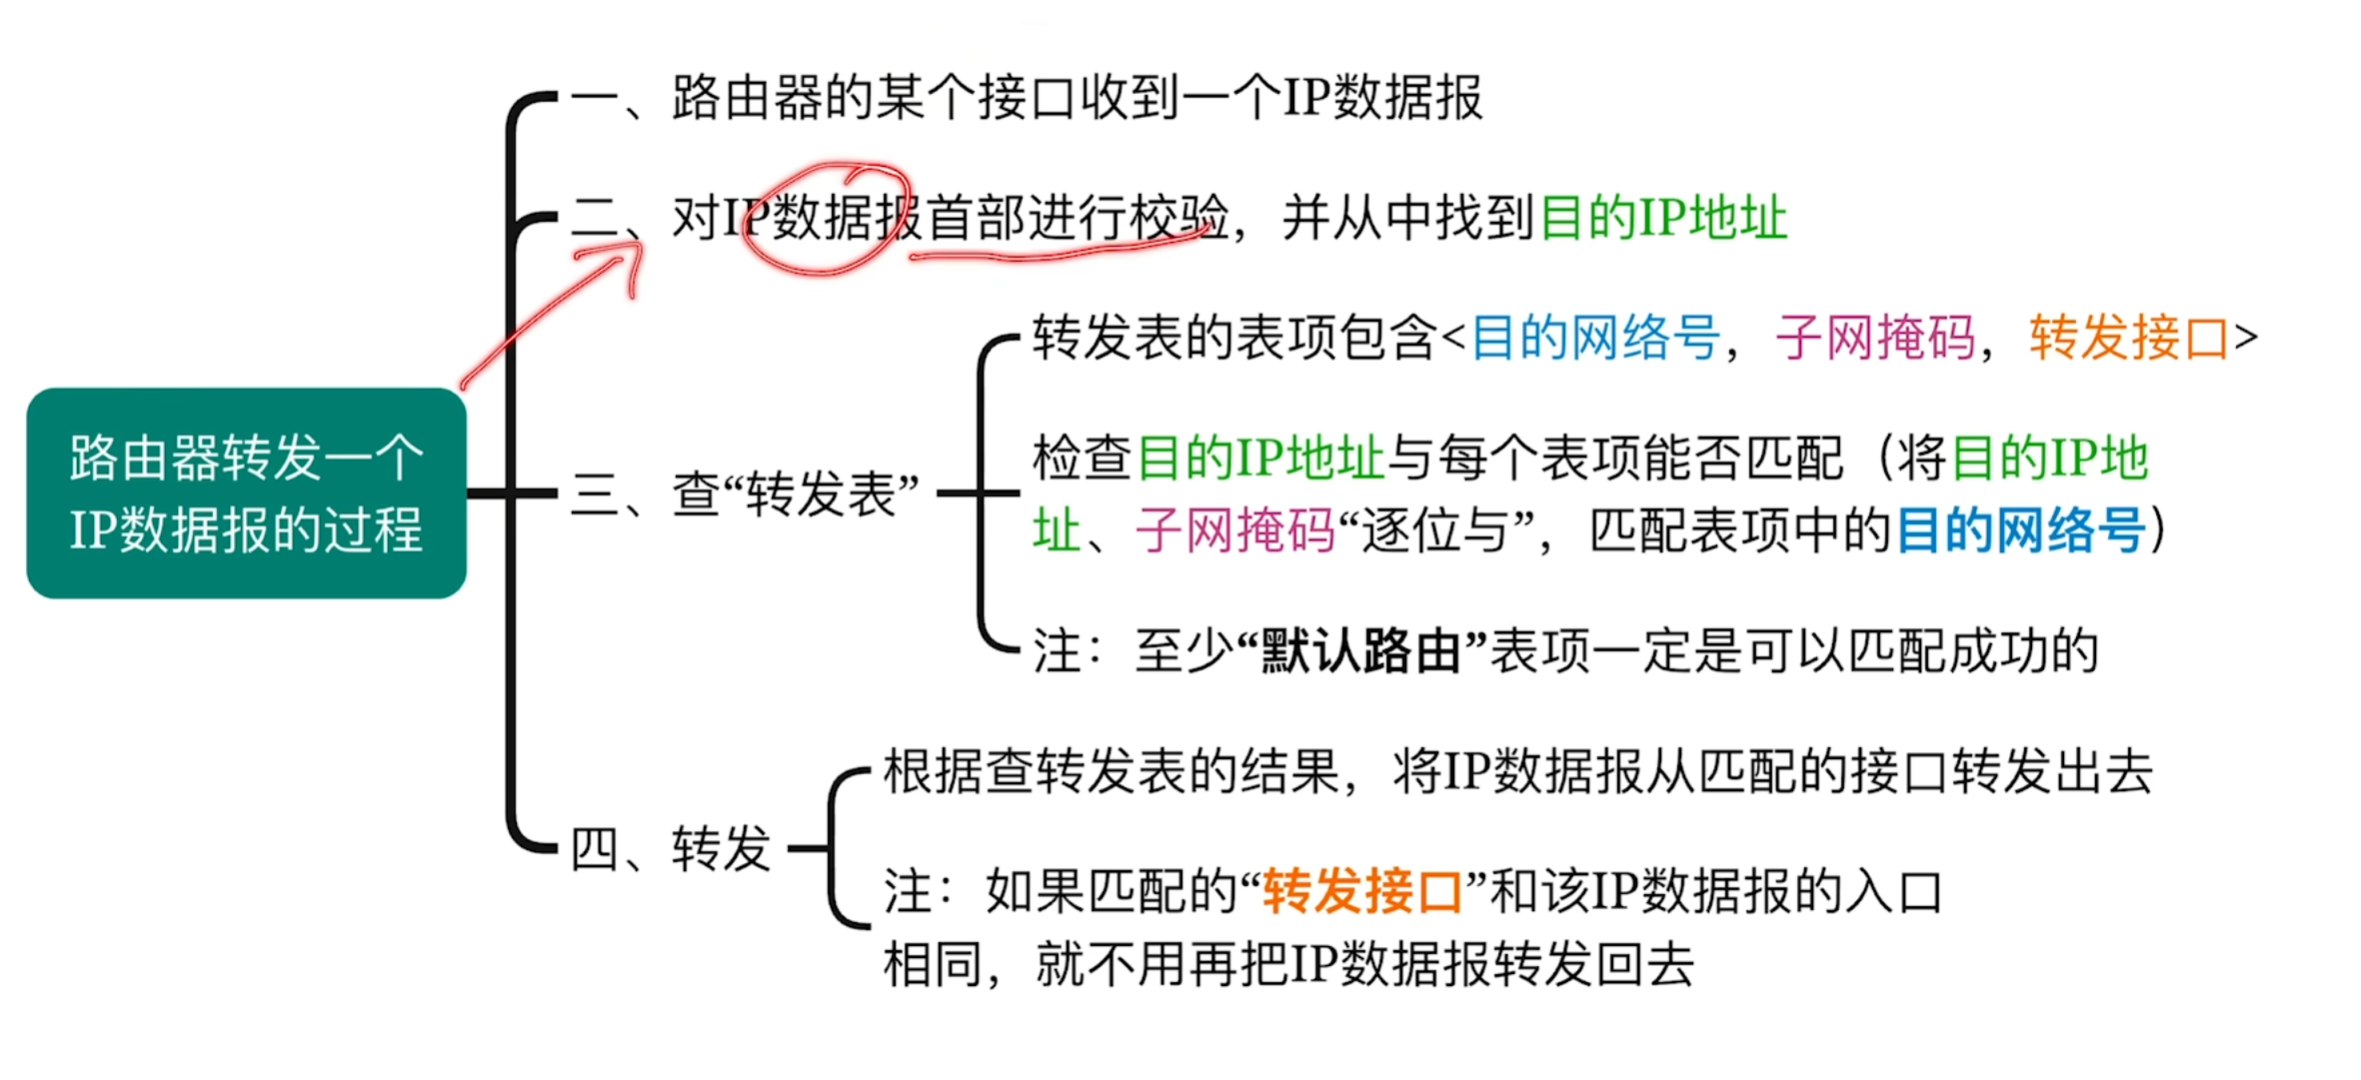 路由器转发一个
IP数据报的过程
一、路由器的某个接口收到一个IP数据报
二、对IP数据报首部进行校验，并从中找到目的IP地址
三、查“转发表”
转发表的表项包含<目的网络号，子网掩码，转发接口>
检查目的IP地址与每个表项能否匹配（将目的IP地
址、子网掩码“逐位与”，匹配表项中的目的网络号）
注：至少“默认路由”表项一定是可以匹配成功的
四、转发
根据查转发表的结果，将IP数据报从匹配的接口转发出去
注：如果匹配的“转发接口”和该IP数据报的入口
相同，就不用再把IP数据报转发回去